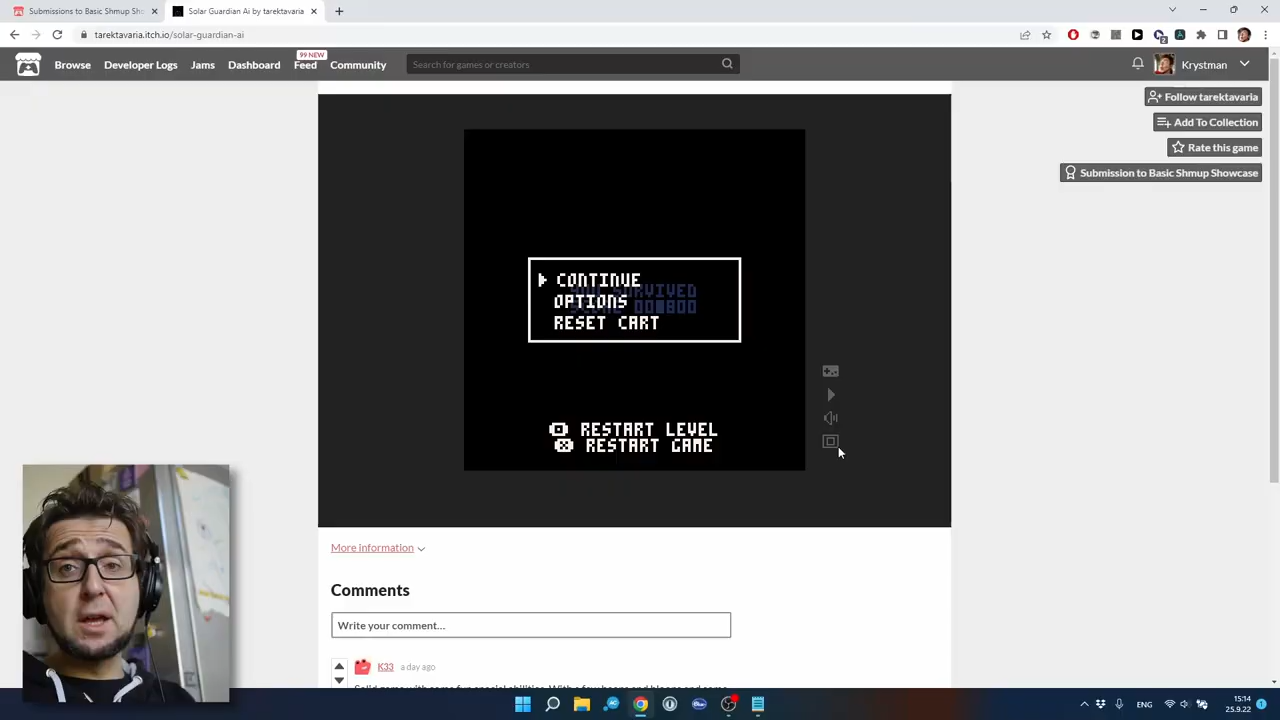 Submissions to Basic Shmup Sho
Solar Guardian Ai by tarektavaria
tarektavaria.itch.io/solar-guardian-ai
Browse
Developer Logs
Jams
Dashboard
99 NEW
Feed
Community
Search for games or creators
Krystman
Follow tarektavaria
Add To Collection
Rate this game
Submission to Basic Shmup Showcase
CONTINUE
YOU SURVIVED
OPTIONS
RESET CART
RESTART LEVEL
RESTART GAME
More information
Comments
Write your comment...
K33 a day ago
ENG
15:14
25.9.22